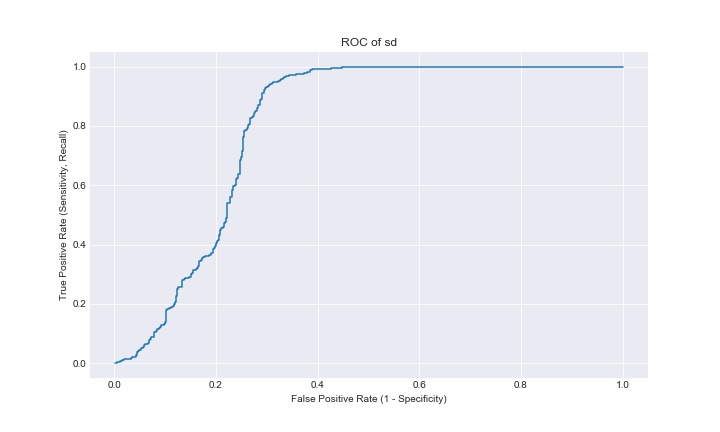 ROC of sd
True Positive Rate (Sensitivity, Recall)
1.0
0.8
0.6
0.4
0.2
0.0
0.0 0.2 0.4 0.6 0.8 1.0
False Positive Rate (1 - Specificity)